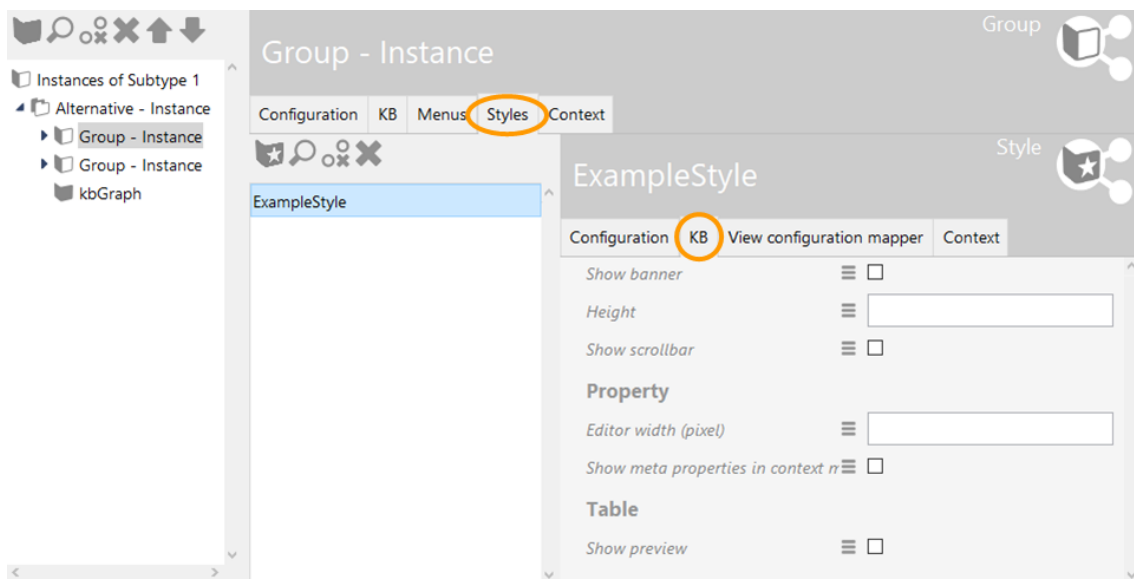 Group
Group - Instance
Instances of Subtype 1
Alternative - Instance
Group - Instance
Group - Instance
kbGraph
Configuration KB Menus Styles Context
ExampleStyle
Style
ExampleStyle
Configuration KB View configuration mapper Context
Show banner
Height
Show scrollbar
Property
Editor width (pixel)
Show meta properties in context
Table
Show preview